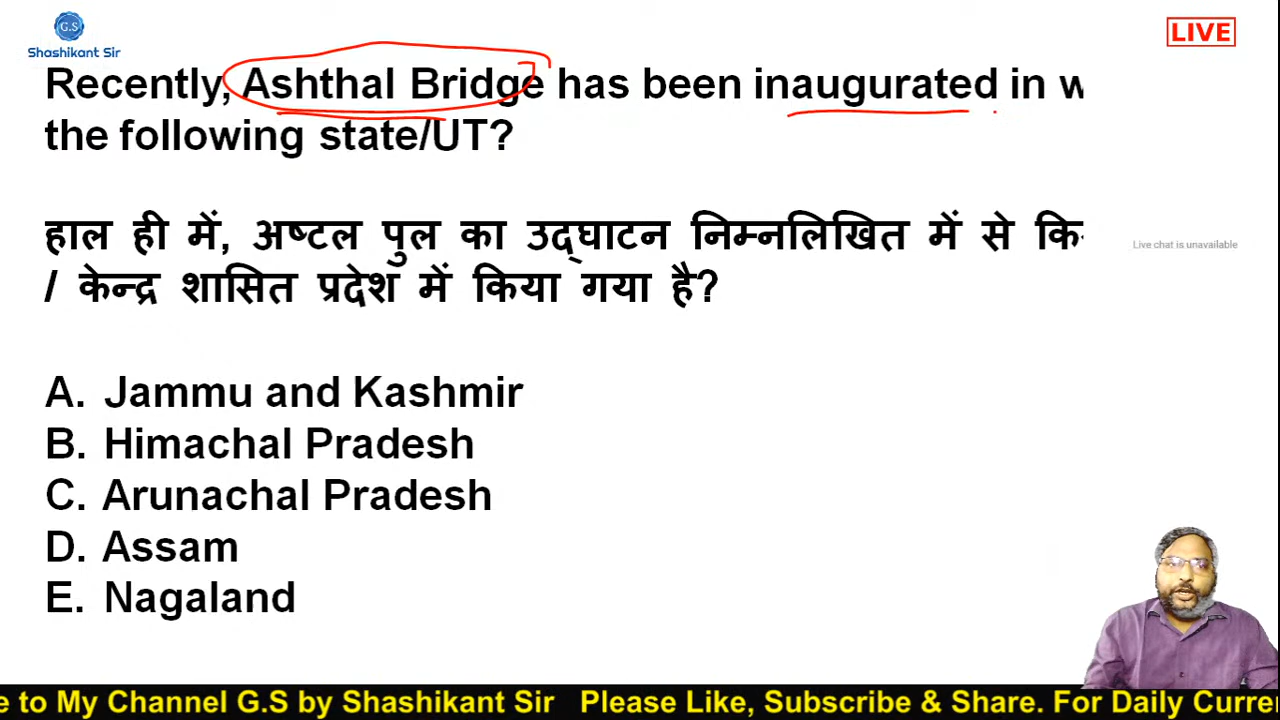 G.S
Shashikant Sir
LIVE
Recently, Ashthal Bridge has been inaugurated in w
the following state/UT?
हाल ही में, अष्टल पुल का उद्घाटन निम्नलिखित में से
/ केन्द्र शासित प्रदेश में किया गया है?
Live chat is unavailable
A. Jammu and Kashmir
B. Himachal Pradesh
C. Arunachal Pradesh
D. Assam
E. Nagaland
e to My Channel G.S by Shashikant Sir Please Like, Subscribe & Share. For Daily Curre